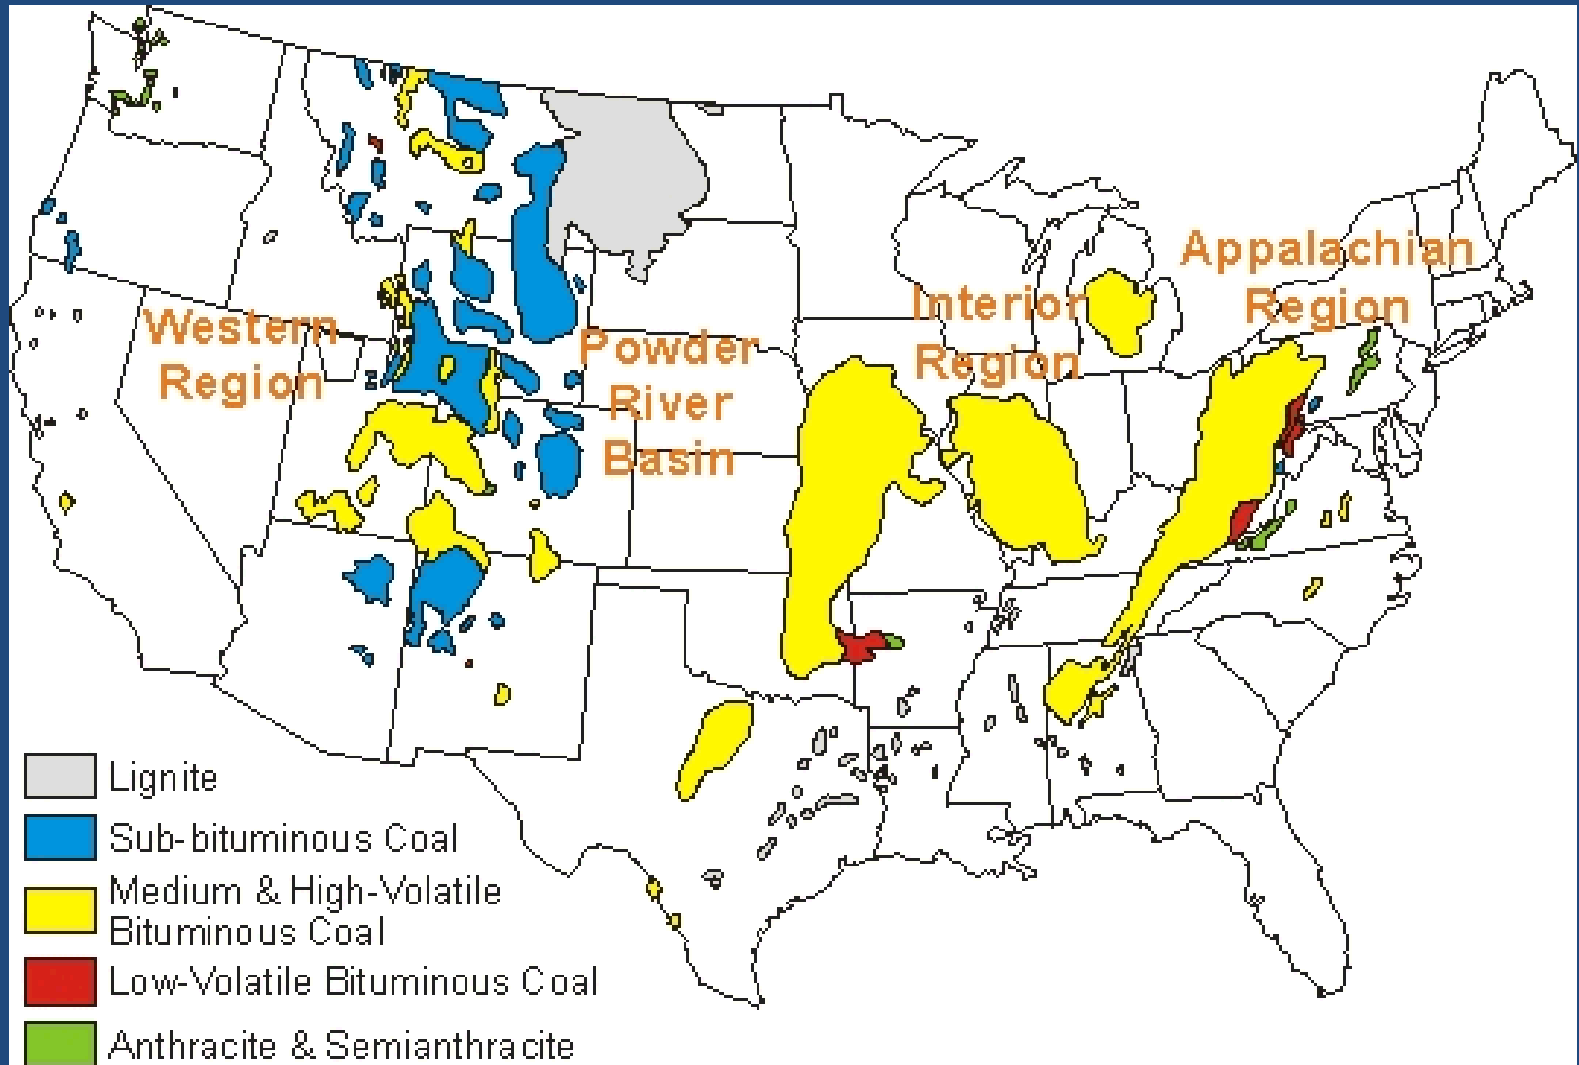 Appalachian
Region
Interior
Region
Western
Region
Powder
River
Basin
Lignite
Sub-bituminous Coal
Medium & High-Volatile
Bituminous Coal
Low-Volatile Bituminous Coal
Anthracite & Semianthracite